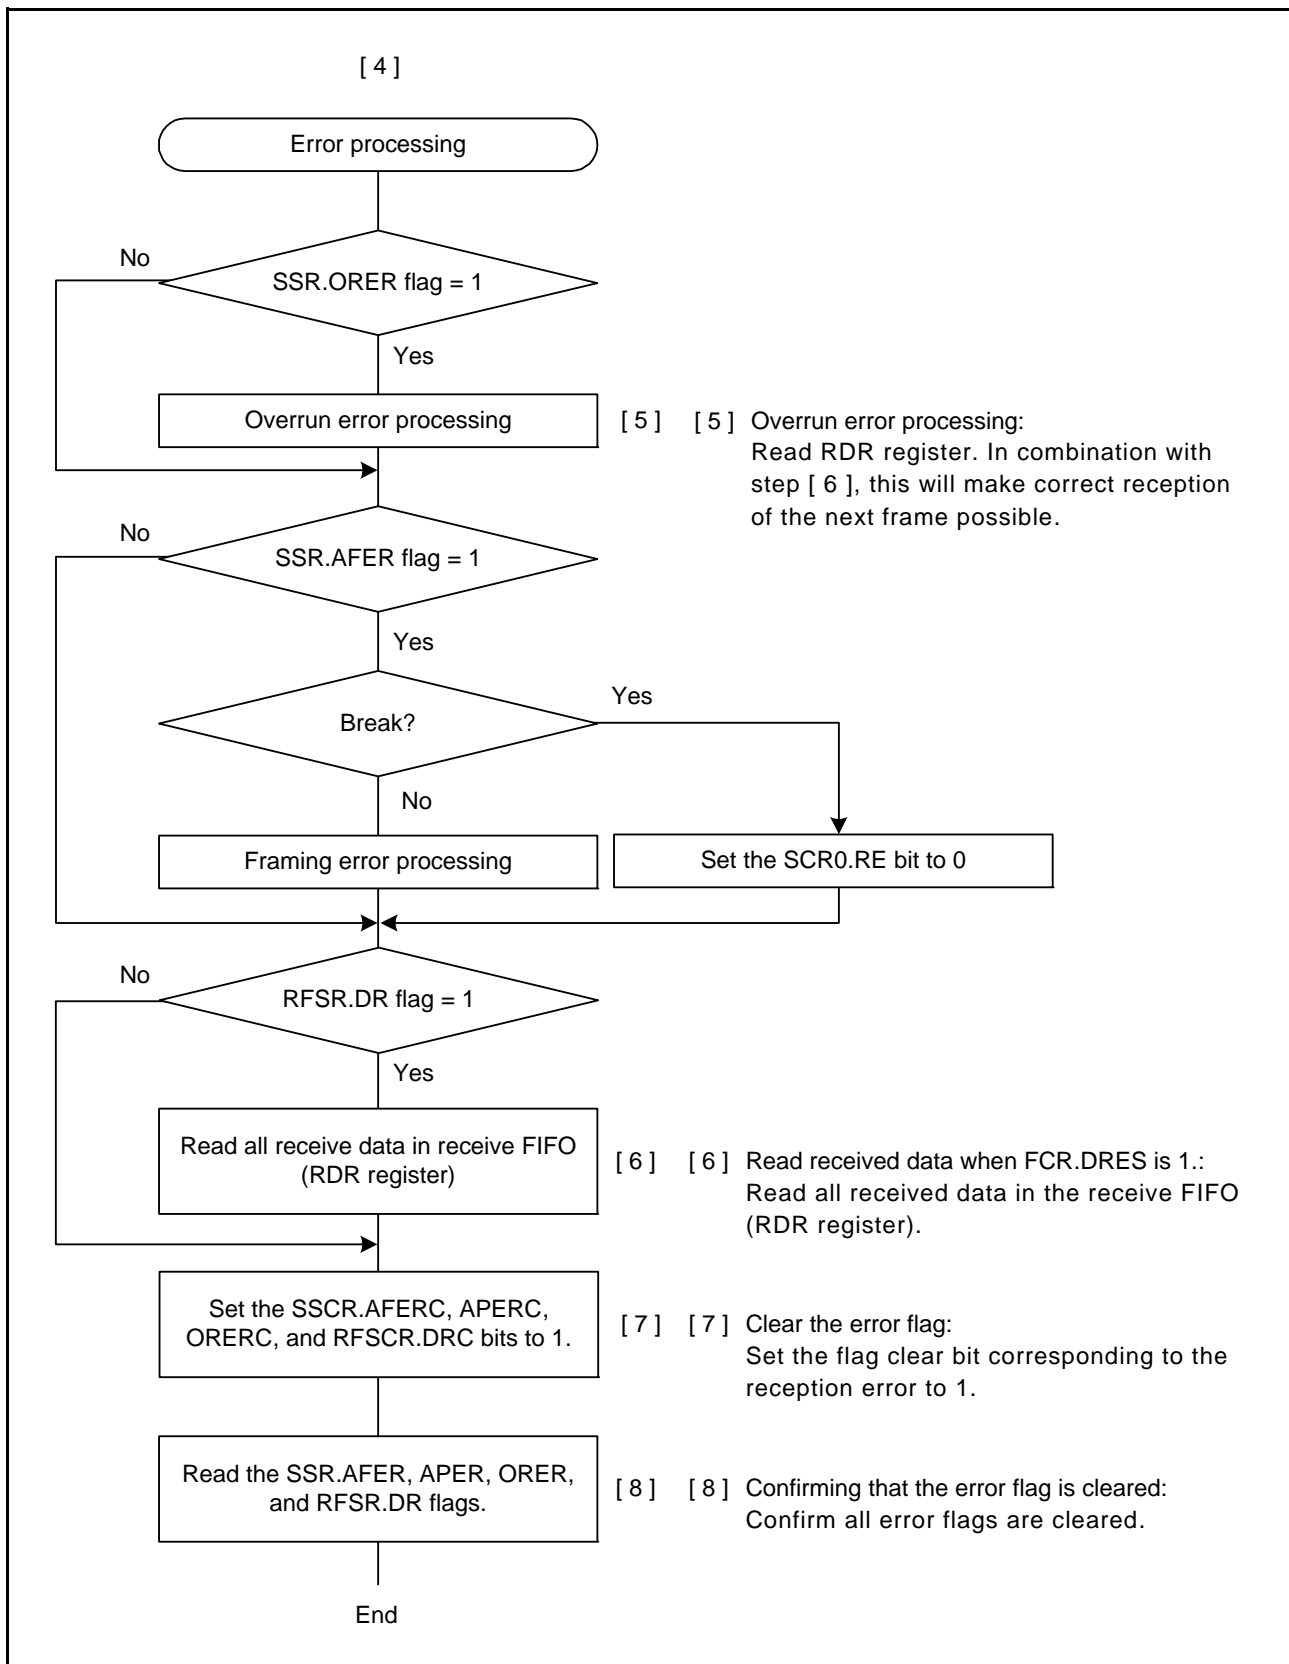 [ 4 ]
Error processing
No
SSR.ORER flag = 1
Yes
Overrun error processing
[ 5 ]
[ 5 ] Overrun error processing:
Read RDR register. In combination with
step [ 6 ], this will make correct reception
of the next frame possible.
No
SSR.AFER flag = 1
Yes
Break?
Yes
No
Framing error processing
Set the SCR0.RE bit to 0
No
RFSR.DR flag = 1
Yes
Read all receive data in receive FIFO
(RDR register)
[ 6 ]
[ 6 ] Read received data when FCR.DRES is 1.:
Read all received data in the receive FIFO
(RDR register).
Set the SSCR.AFERC, APERC,
ORERC, and RFSCR.DRC bits to 1.
[ 7 ]
[ 7 ] Clear the error flag:
Set the flag clear bit corresponding to the
reception error to 1.
Read the SSR.AFER, APER, ORER,
and RFSR.DR flags.
[ 8 ]
[ 8 ] Confirming that the error flag is cleared:
Confirm all error flags are cleared.
End